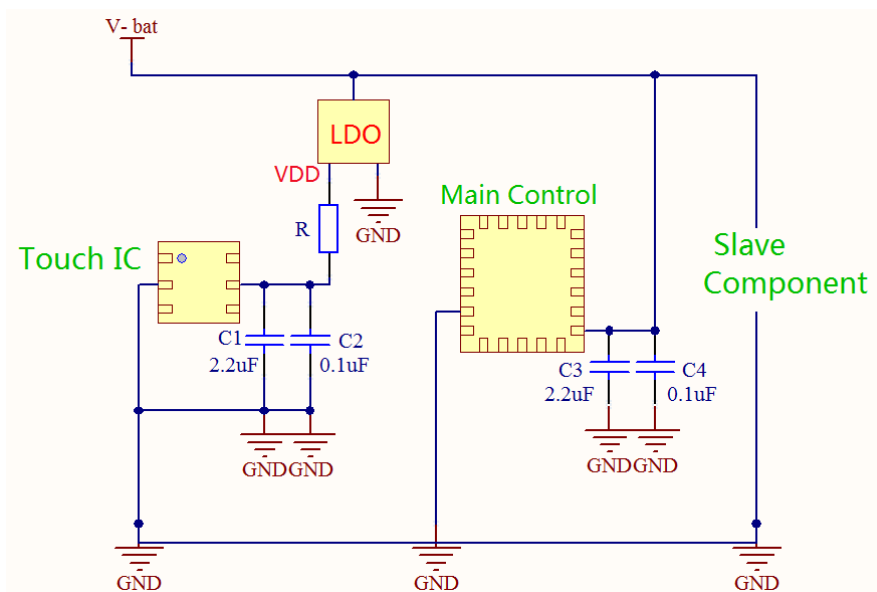 V- bat
LDO
VDD
R
GND
Main Control
Touch IC
Slave
Component
C1
2.2uF
C2
0.1uF
C3
2.2uF
C4
0.1uF
GND
GND
GND
GND
GND
GND
GND